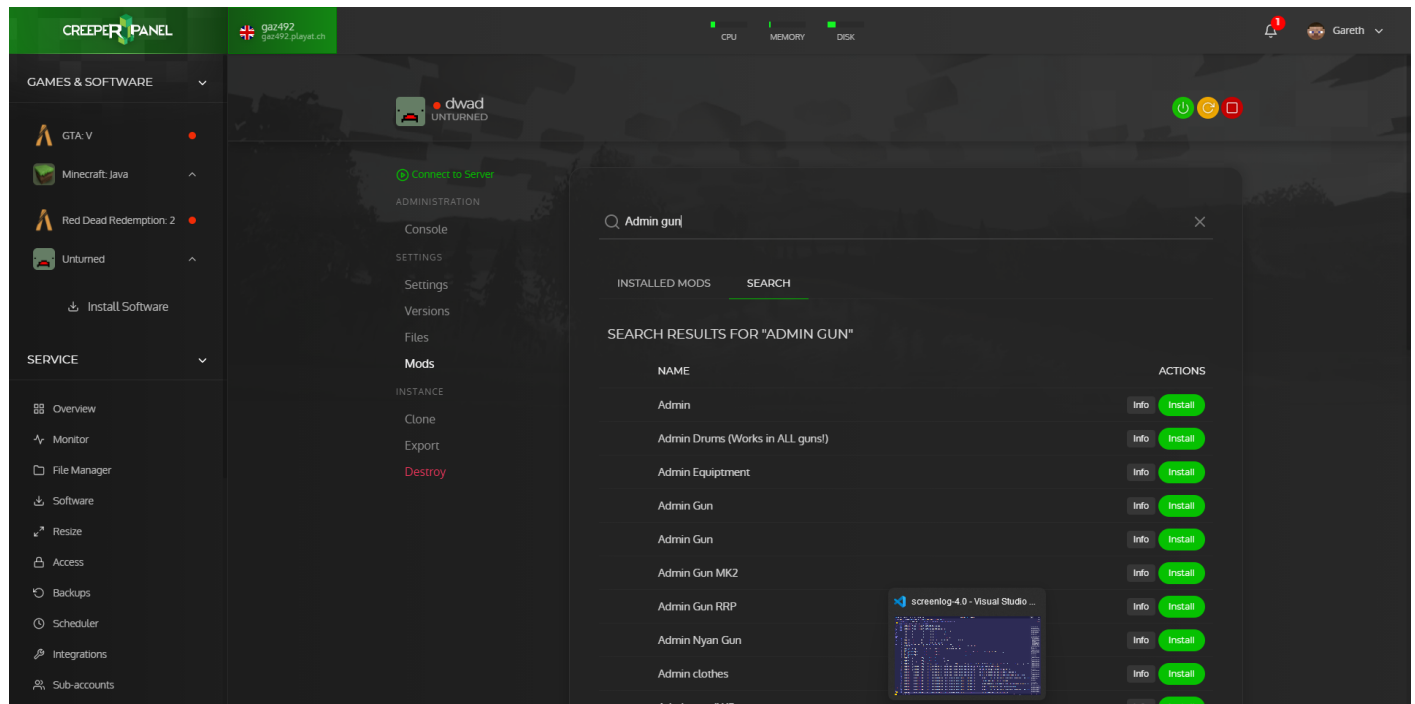 CREEPER PANEL
gaz492
gaz492.playat.ch
CPU
MEMORY
DISK
1
Gareth
GAMES & SOFTWARE
GTA: V
Minecraft: Java
Red Dead Redemption: 2
Unturned
Install Software
SERVICE
Overview
Monitor
File Manager
Software
Resize
Access
Backups
Scheduler
Integrations
Sub-accounts
dwad
UNTURNED
Connect to Server
ADMINISTRATION
Console
SETTINGS
Settings
Versions
Files
Mods
INSTANCE
Clone
Export
Destroy
Admin gun
INSTALLED MODS SEARCH
SEARCH RESULTS FOR "ADMIN GUN"
NAME ACTIONS
Admin Info Install
Admin Drums (Works in ALL guns!) Info Install
Admin Equiptment Info Install
Admin Gun Info Install
Admin Gun Info Install
Admin Gun MK2 Info Install
Admin Gun RRP Info Install
Admin Nyan Gun Info Install
Admin clothes Info Install
screenlog-4.0 - Visual Studio ...